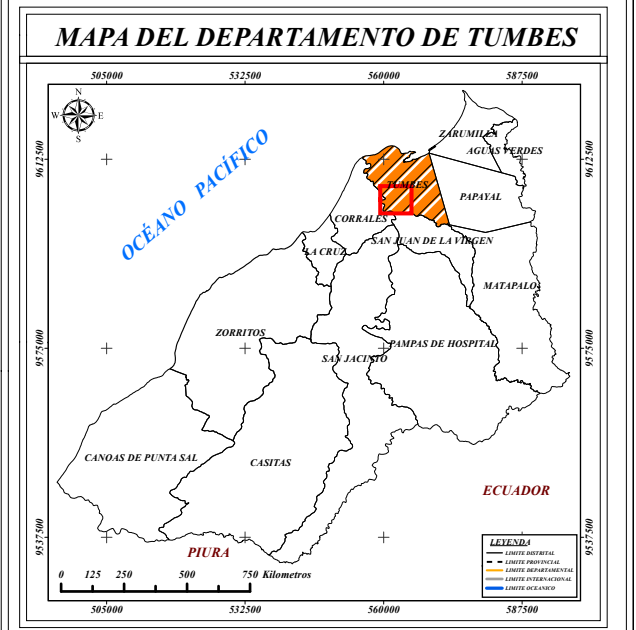 MAPA DEL DEPARTAMENTO DE TUMBES
505000 532500 560000 587500
N
W E
S
9612500 9612500
ZARUMILLA
AGUAS VERDES
OCÉANO PACÍFICO
TUMBES
PAPAYAL
CORRALES
SAN JUAN DE LA VIRGEN
LA CRUZ
MATAPALO
ZORRITOS
9575000 9575000
PAMPAS DE HOSPITAL
SAN JACINTO
CANOAS DE PUNTA SAL
CASITAS
ECUADOR
9537500 9537500
PIURA
LEYENDA
LIMITE DISTRITAL
LIMITE PROVINCIAL
LIMITE DEPARTAMENTAL
LIMITE INTERNACIONAL
LIMITE OCEANICO
0 125 250 500 750 Kilometros
505000 532500 560000 587500